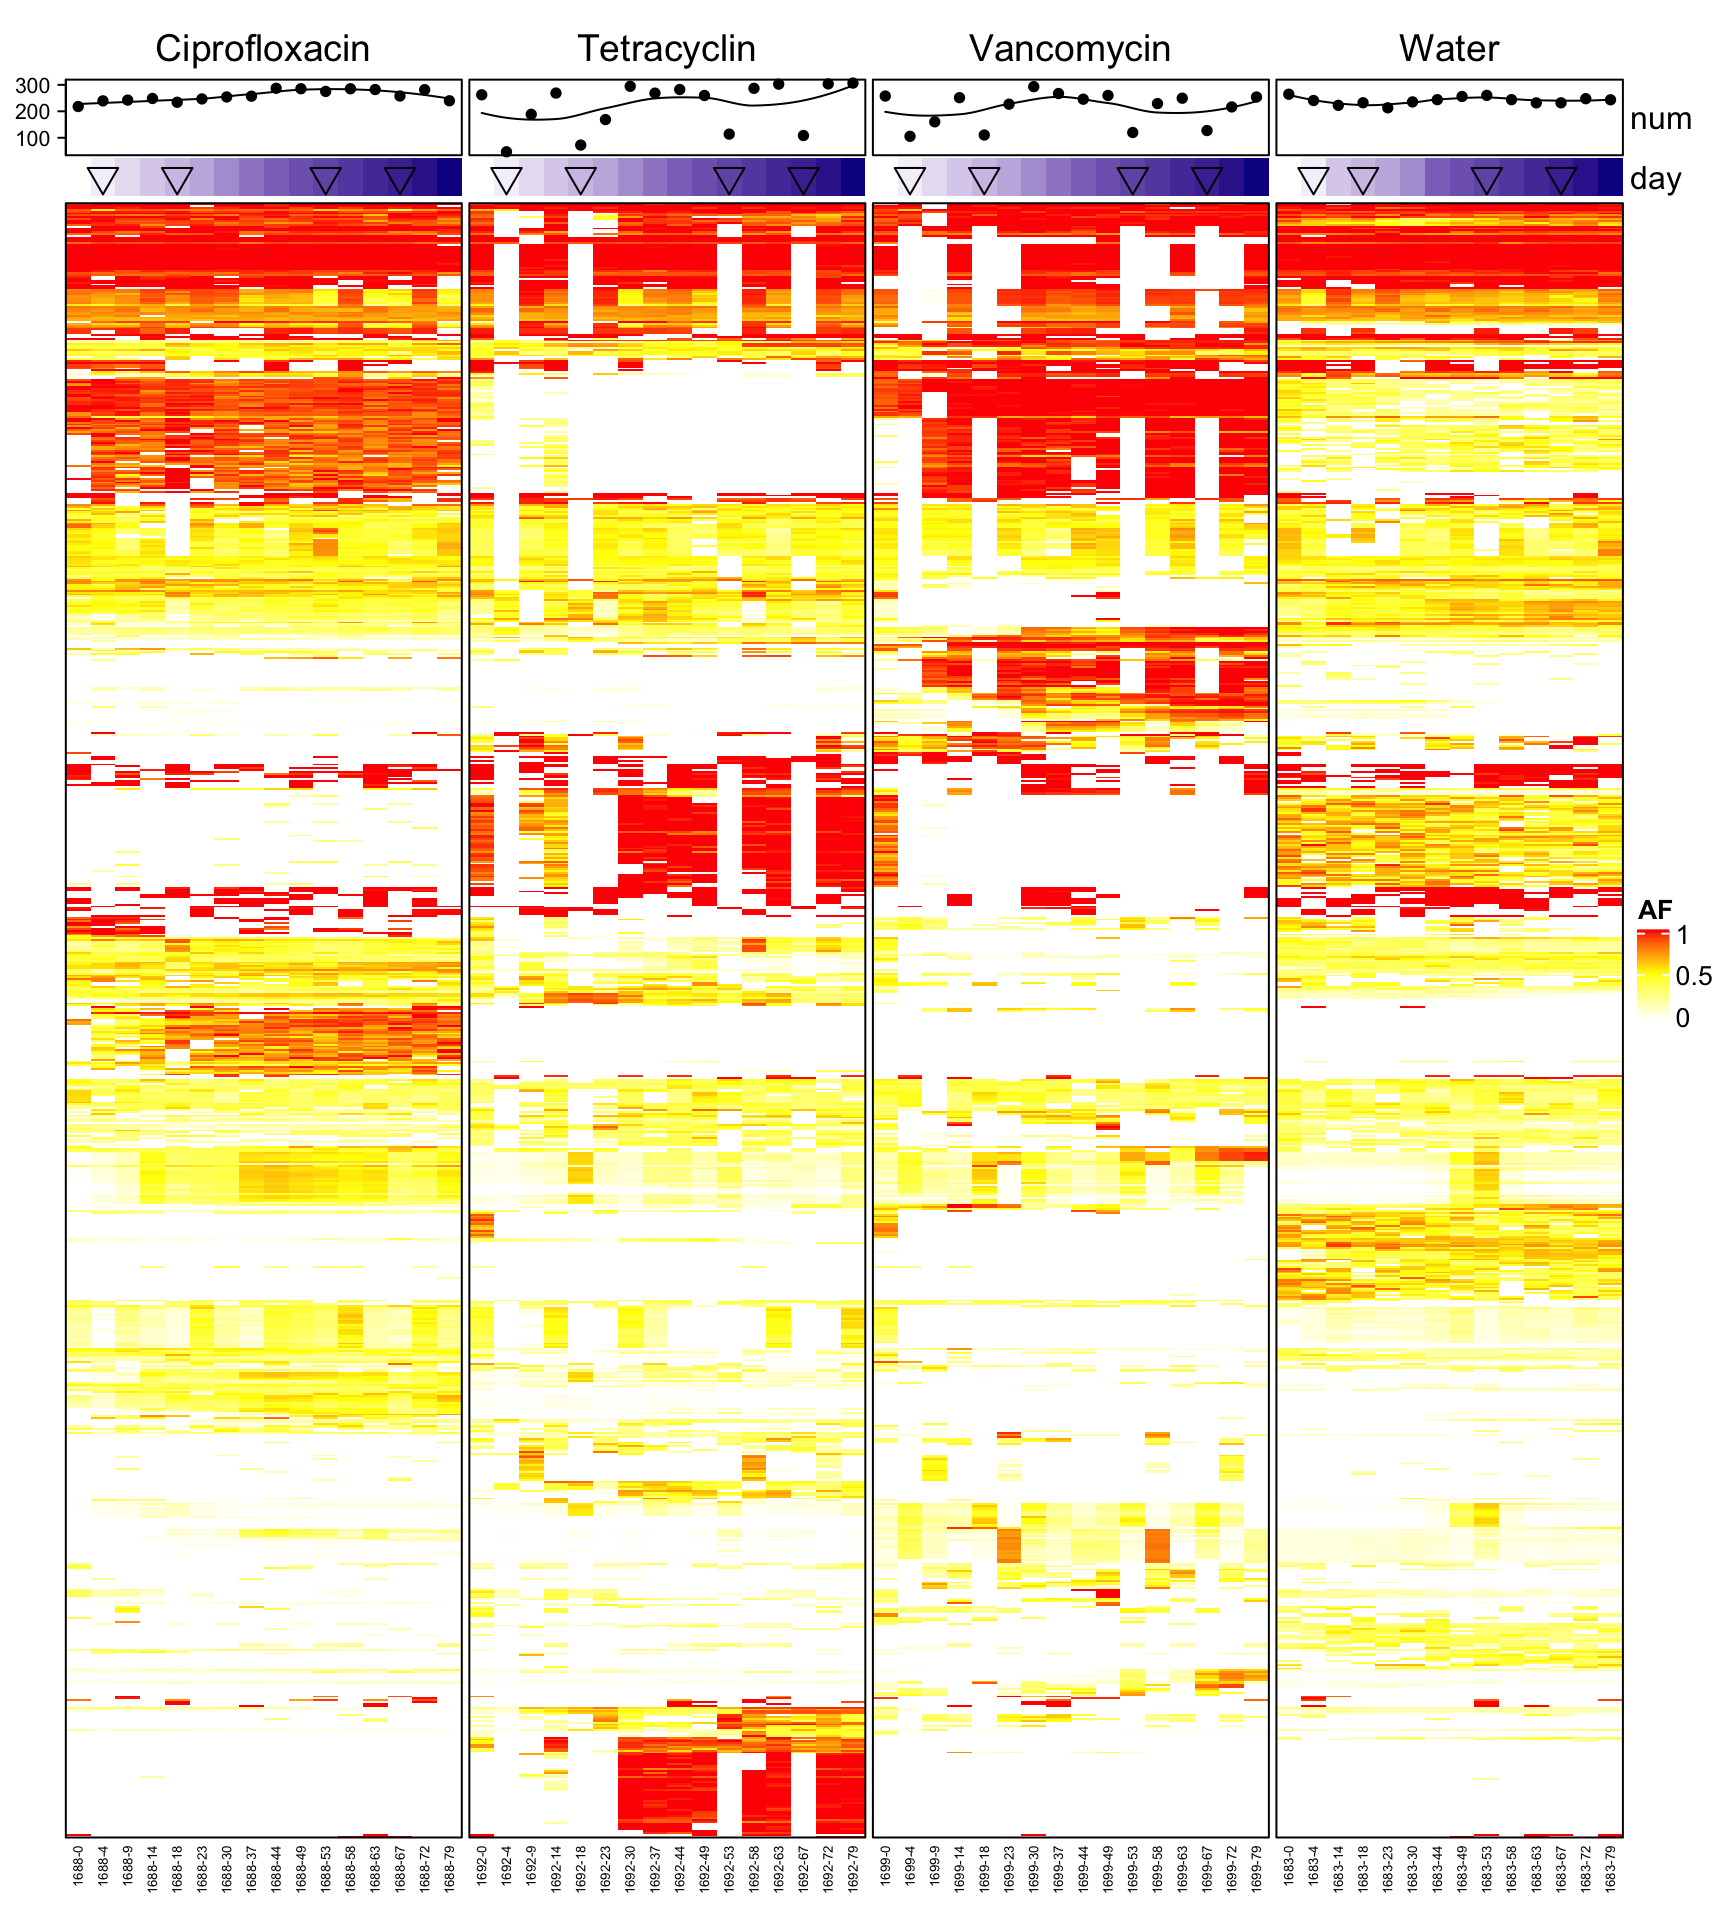 Ciprofloxacin Tetracyclin Vancomycin Water
300
200
100
num
day
AF
1
0.5
0
1688-0 1688-4 1688-9 1688-14 1688-18 1688-23 1688-30 1688-37 1688-44 1688-49 1688-53 1688-58 1688-63 1688-67 1688-72 1688-79 1692-0 1692-4 1692-9 1692-14 1692-18 1692-23 1692-30 1692-37 1692-44 1692-49 1692-53 1692-58 1692-63 1692-67 1692-72 1692-79 1699-0 1699-4 1699-9 1699-14 1699-18 1699-23 1699-30 1699-37 1699-44 1699-49 1699-53 1699-58 1699-63 1699-67 1699-72 1699-79 1683-0 1683-4 1683-14 1683-18 1683-23 1683-30 1683-44 1683-49 1683-53 1683-58 1683-63 1683-67 1683-72 1683-79